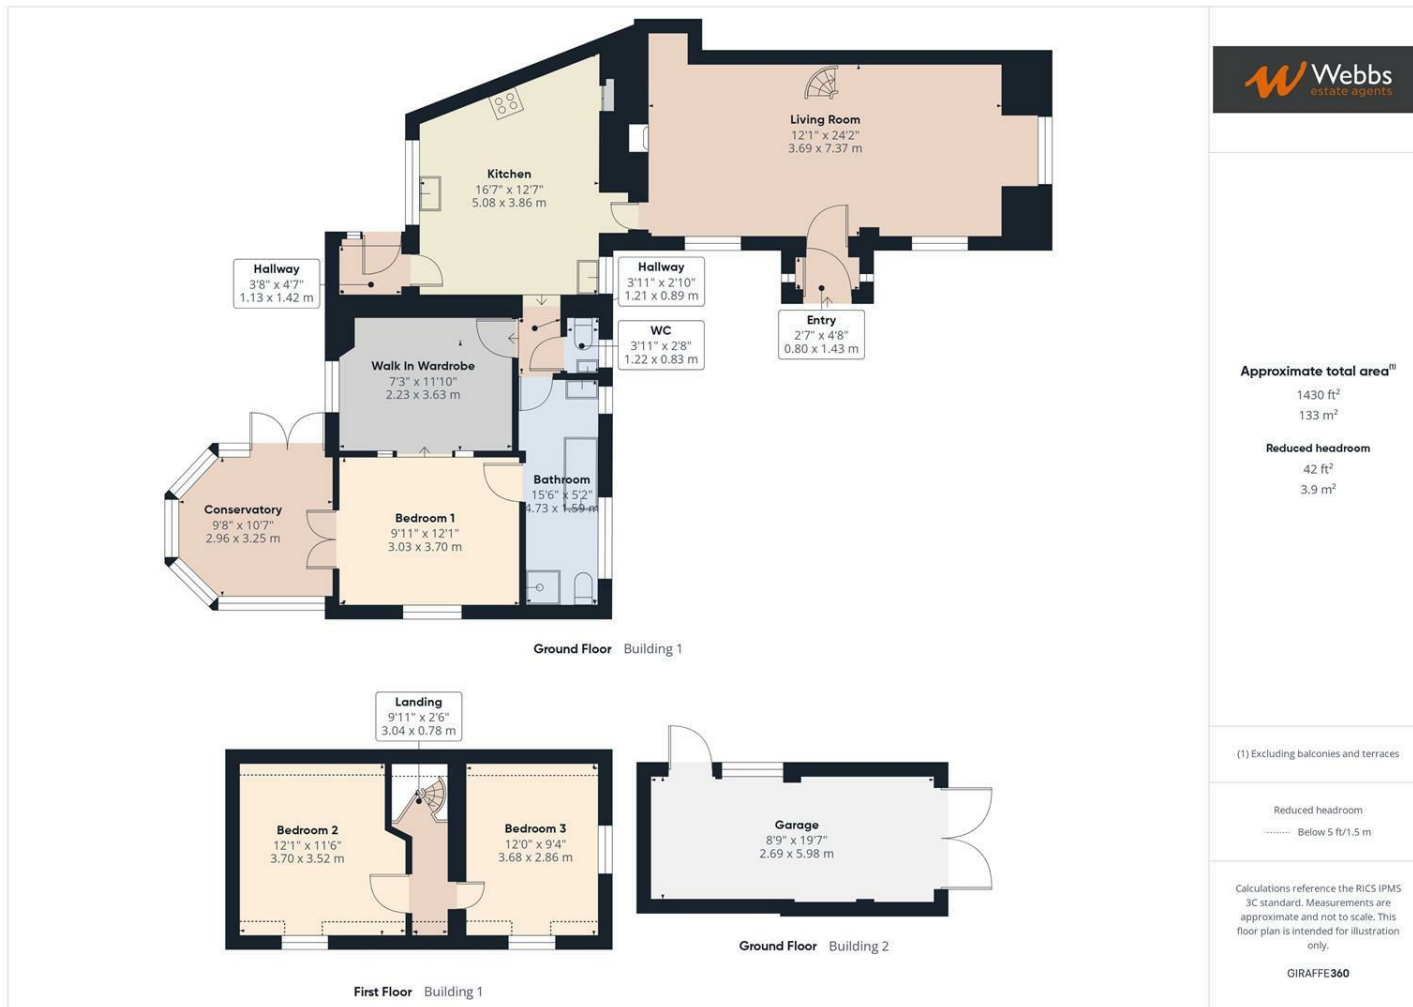 Living Room
12'1" x 24'2"
3.69 x 7.37 m
Kitchen
16'7" x 12'7"
5.08 x 3.86 m
Hallway
3'8" x 4'7"
1.13 x 1.42 m
Hallway
3'11" x 2'10"
1.21 x 0.89 m
WC
3'11" x 2'8"
1.22 x 0.83 m
Entry
2'7" x 4'8"
0.80 x 1.43 m
Walk In Wardrobe
7'3" x 11'10"
2.23 x 3.63 m
Bathroom
15'6" x 5'2"
4.73 x 1.59 m
Conservatory
9'8" x 10'7"
2.96 x 3.25 m
Bedroom 1
9'11" x 12'1"
3.03 x 3.70 m
Ground Floor Building 1
Landing
9'11" x 2'6"
3.04 x 0.78 m
Bedroom 2
12'1" x 11'6"
3.70 x 3.52 m
Bedroom 3
12'0" x 9'4"
3.68 x 2.86 m
First Floor Building 1
Garage
8'9" x 19'7"
2.69 x 5.98 m
Ground Floor Building 2
Webbs
estate agents
Approximate total area(1)
1430 ft²
133 m²
Reduced headroom
42 ft²
3.9 m²
(1) Excluding balconies and terraces
Reduced headroom
Below 5 ft/1.5 m
Calculations reference the RICS IPMS
3C standard. Measurements are
approximate and not to scale. This
floor plan is intended for illustration
only.
GIRAFFE360